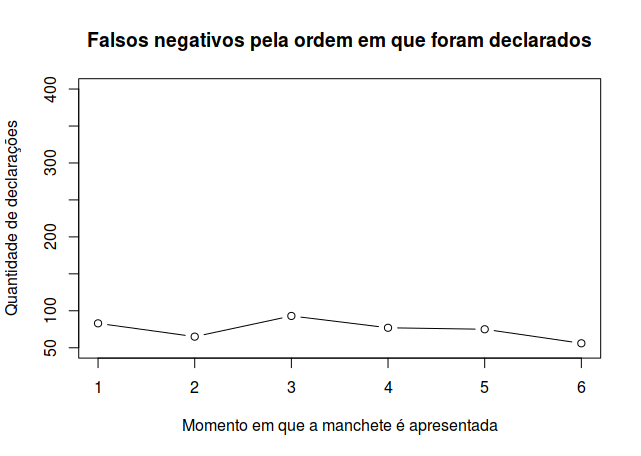 Falsos negativos pela ordem em que foram declarados
Quantidade de declarações
400
300
200
100
50
1 2 3 4 5 6
Momento em que a manchete é apresentada